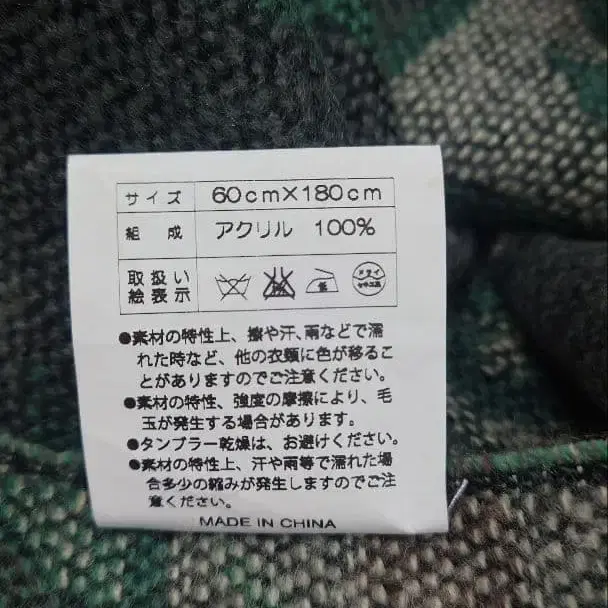 サイズ 60cm×180cm
組成 アクリル 100%
取扱い
絵表示 低 ドライ
●素材の特性上、擦や汗、雨などで濡
れた時など、他の衣類に色が移るこ
とがありますのでご注意ください。
●素材の特性、強度の摩擦により、毛
玉が発生する場合があります。
●タンブラー乾燥は、お避けください。
●素材の特性上、汗や雨等で濡れた場
合多少の縮みが発生しますのでご注
意ください。
MADE IN CHINA